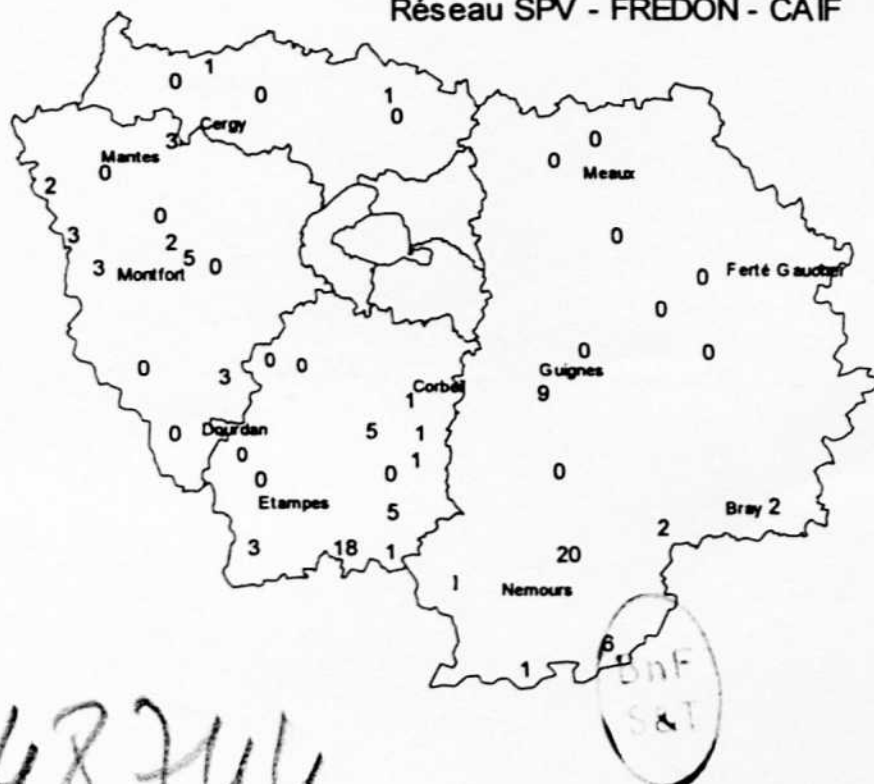 Réseau SPV - FREDON - CAIF
1
0 0 1
0
Cergy
3
Mantes 0
0 0
Meaux
2
0
3 2 0
3 5 0
Montfort
0 Ferté Gaucher
0
0 0
0 0
0 3 Guignes
Corbeil 9
1
0 Dourdan 5 1
0 1
0 0 0
Etampes 5 Bray 2
2
3 18 1 20
1 Nemours
6
1
BnF
S&T
48744